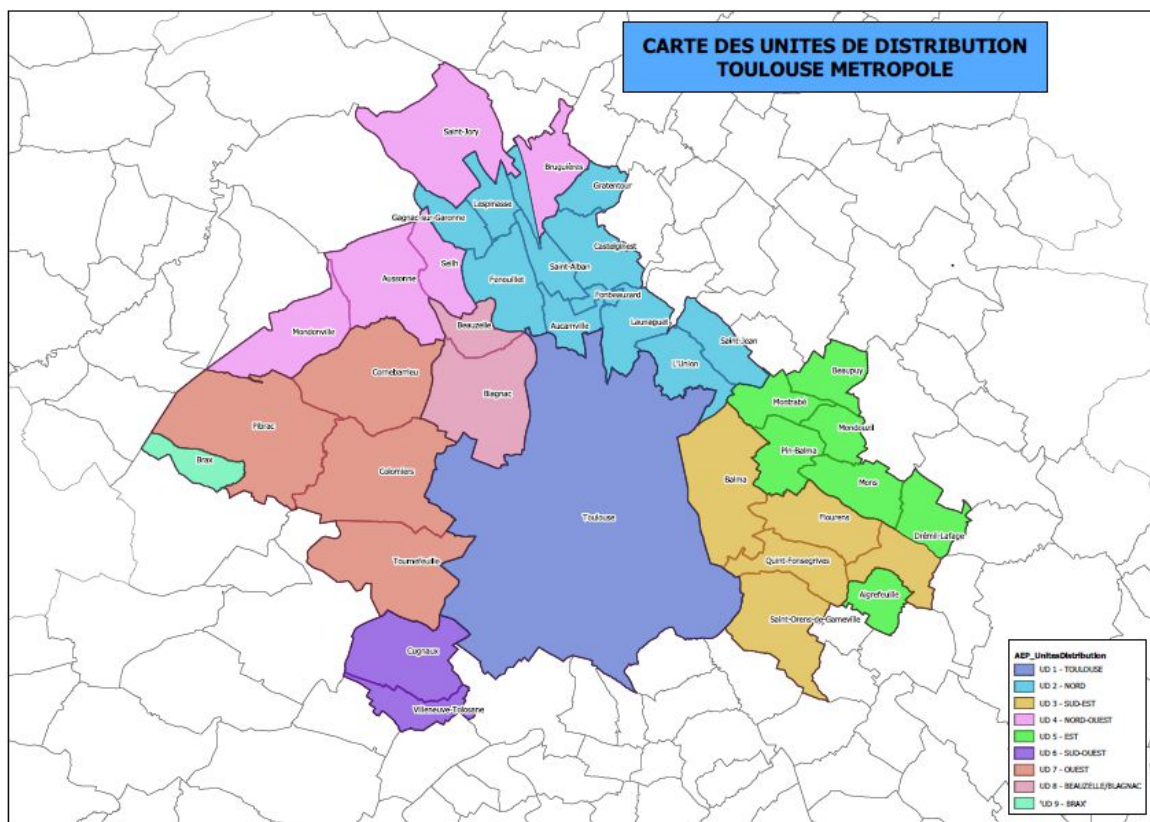 CARTE DES UNITES DE DISTRIBUTION
TOULOUSE METROPOLE
Saint-Jory
Bruguières
Gratentour
Lespinasse
Gagnac-sur-Garonne
Castelginest
Seilh
Saint-Alban
Aussonne
Fenouillet
Fonbeauzard
Beauzelle
Aucamville
Launaguet
Mondonville
Saint-Jean
L'Union
Cornebarrieu
Beaupuy
Blagnac
Montrabé
Pibrac
Mondouzil
Pin-Balma
Brax
Colomiers
Balma
Mons
Toulouse
Flourens
Drémil-Lafage
Tournefeuille
Quint-Fonsegrives
Aigrefeuille
Saint-Orens-de-Gameville
Cugnaux
Villeneuve-Tolosane
AEP_UnitesDistribution
UD 1 - TOULOUSE
UD 2 - NORD
UD 3 - SUD-EST
UD 4 - NORD-OUEST
UD 5 - EST
UD 6 - SUD-OUEST
UD 7 - OUEST
UD 8 - BEAUZELLE/BLAGNAC
'UD 9 - BRAX'